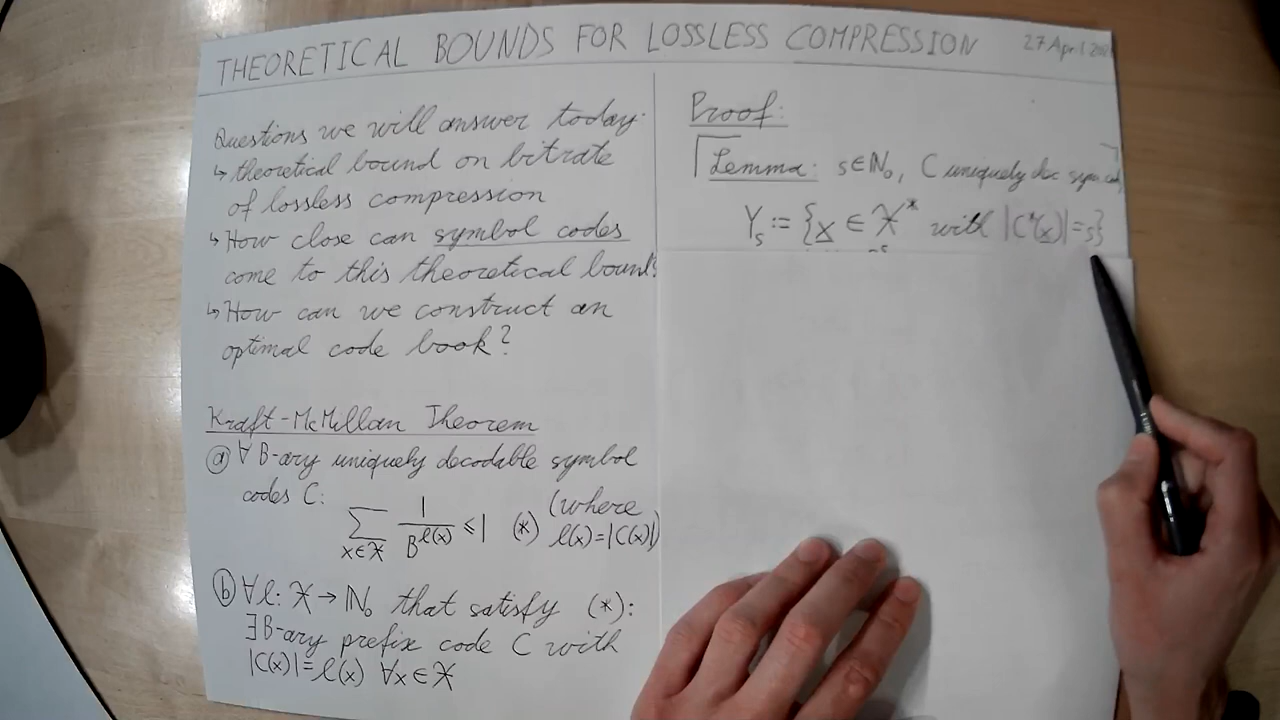 THEORETICAL BOUNDS FOR LOSSLESS COMPRESSION
27 April
Questions we will answer today:
↳ theoretical bound on bitrate
of lossless compression
↳ How close can symbol codes
come to this theoretical bound?
↳ How can we construct an
optimal code book?
Kraft-McMillan Theorem
(a) ∀ B-ary uniquely decodable symbol
codes C:
∑_{x∈𝔛} 1/B^{ℓ(x)} ≤ 1 (*) (where ℓ(x)=|C(x)|)
(b) ∀ℓ: 𝔛 → ℕ₀ that satisfy (*):
∃ B-ary prefix code C with
|C(x)| = ℓ(x) ∀x∈𝔛
Proof:
Lemma: s∈ℕ₀, C uniquely dec
Y_s := {x ∈ 𝔛* with |C*(x)|=s}